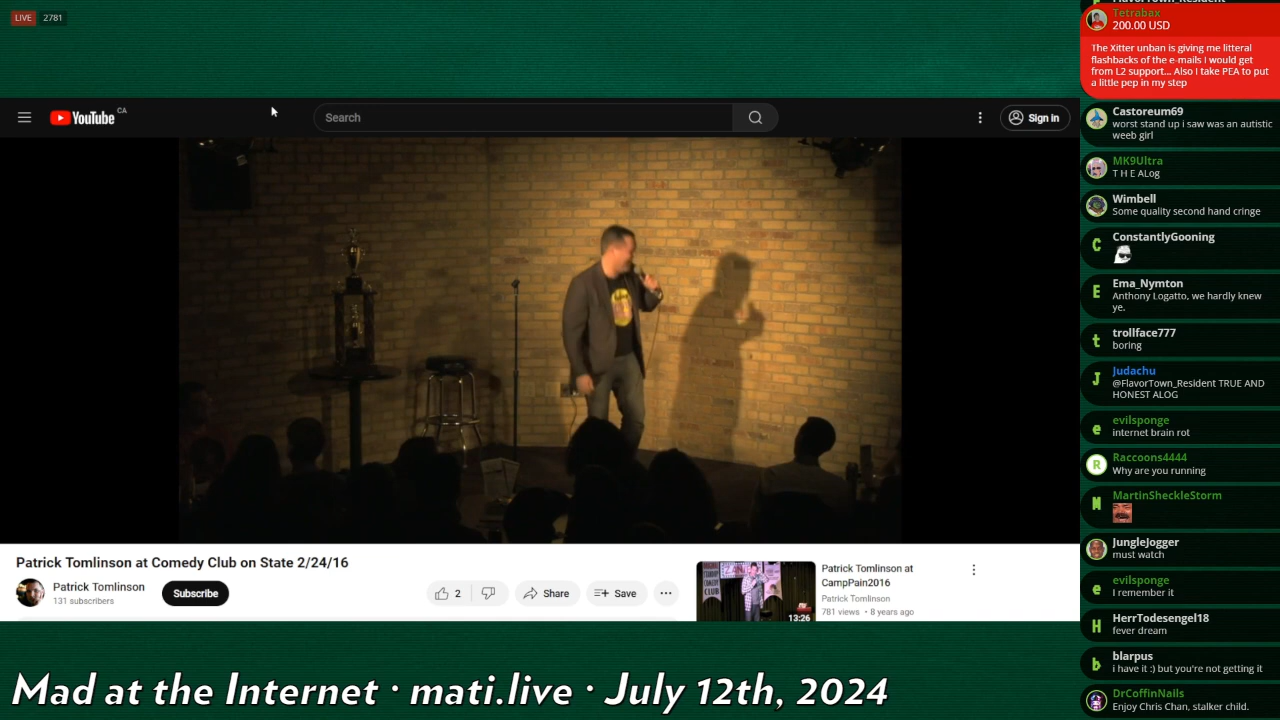 LIVE 2781
YouTube CA
Search
Sign in
Patrick Tomlinson at Comedy Club on State 2/24/16
Patrick Tomlinson
131 subscribers
Subscribe
2
Share
Save
13:26
Patrick Tomlinson at
CampPain2016
Patrick Tomlinson
781 views • 8 years ago
Mad at the Internet · mati.live · July 12th, 2024
FlavorTown_Resident
Tetrabax
200.00 USD
The Xitter unban is giving me litteral
flashbacks of the e-mails I would get
from L2 support... Also I take PEA to put
a little pep in my step
Castoreum69
worst stand up i saw was an autistic
weeb girl
MK9Ultra
T H E ALog
Wimbell
Some quality second hand cringe
C
ConstantlyGooning
E
Ema_Nymton
Anthony Logatto, we hardly knew
ye.
t
trollface777
boring
J
Judachu
@FlavorTown_Resident TRUE AND
HONEST ALOG
e
evilsponge
internet brain rot
R
Raccoons4444
Why are you running
M
MartinSheckleStorm
JungleJogger
must watch
e
evilsponge
I remember it
H
HerrTodesengel18
fever dream
b
blarpus
i have it :) but you're not getting it
DrCoffinNails
Enjoy Chris Chan, stalker child.